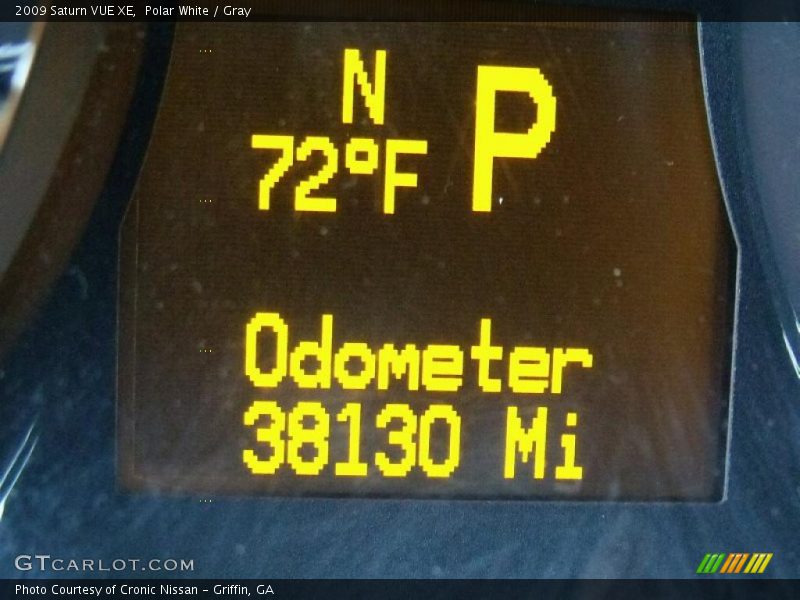 2009 Saturn VUE XE,  Polar White / Gray
N
P
72°F
Odometer
38130 Mi
GTCARLOT.COM
Photo Courtesy of Cronic Nissan - Griffin, GA